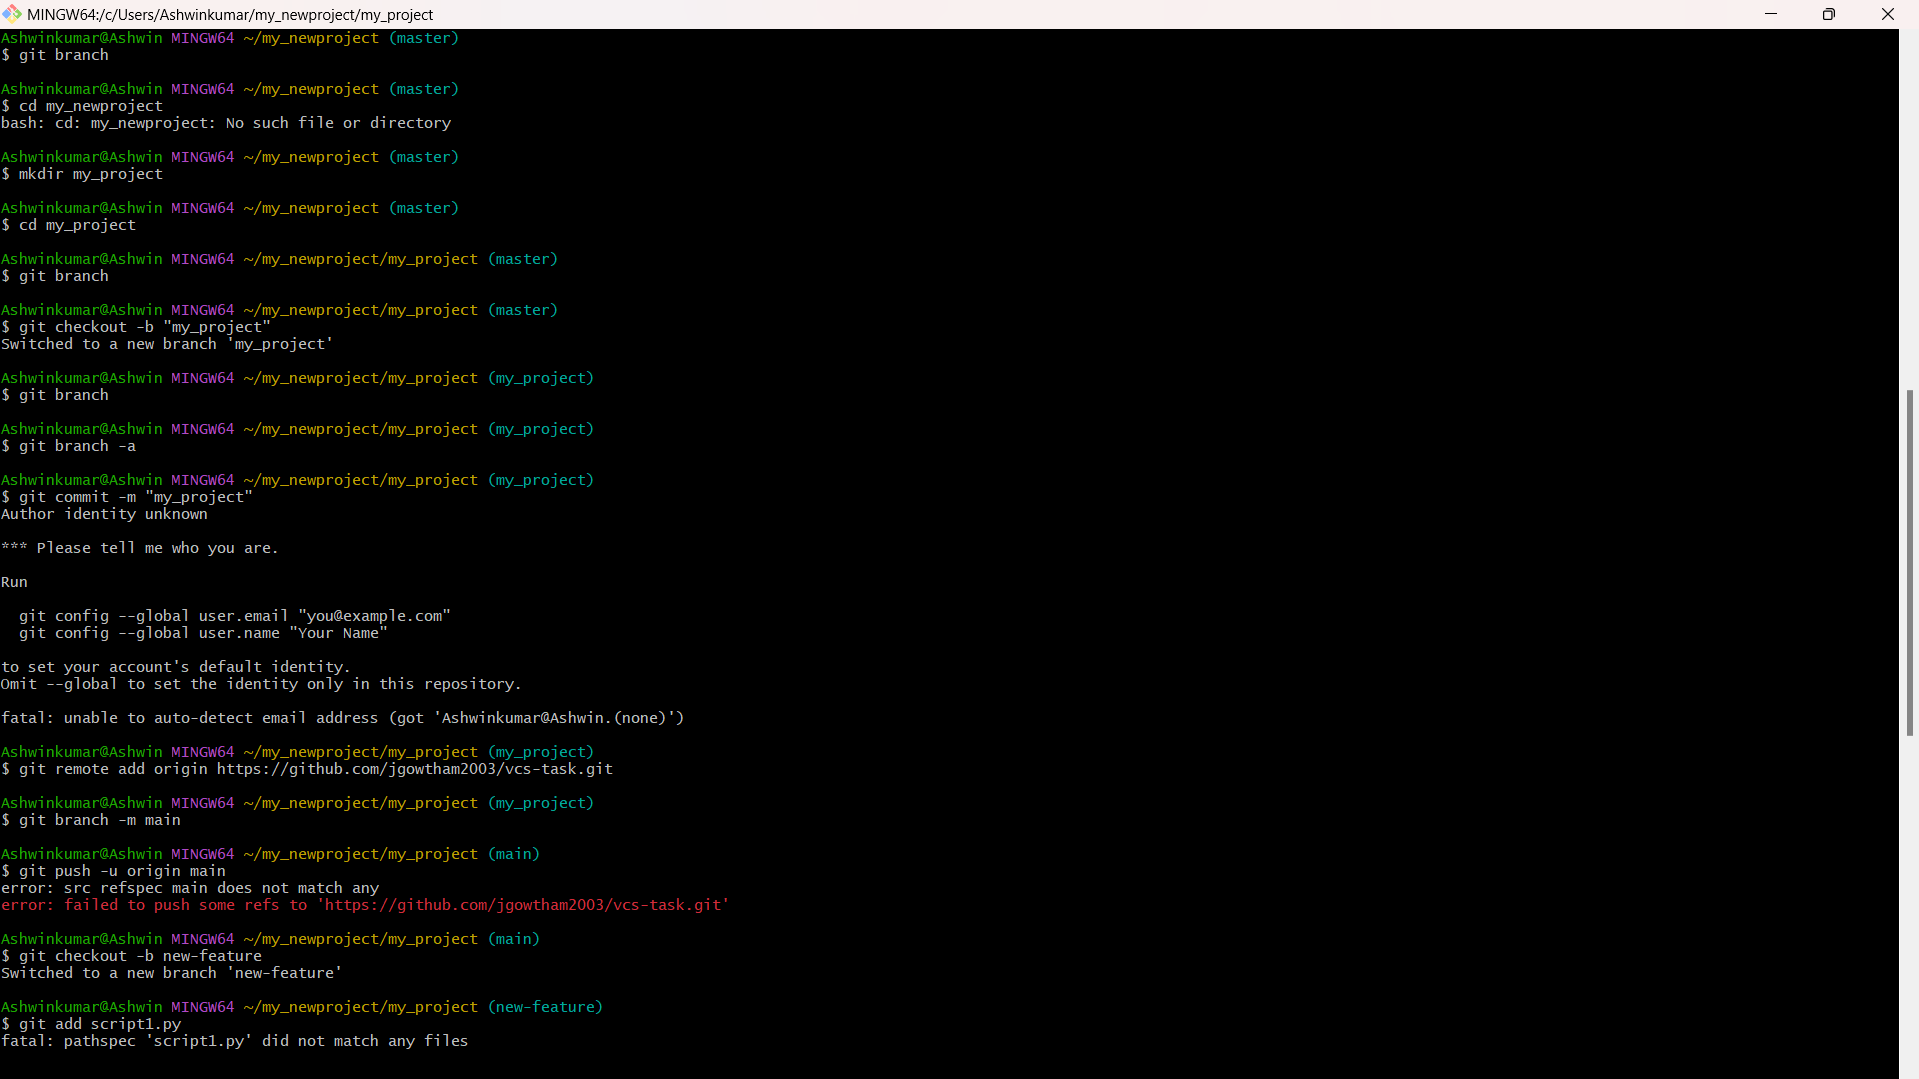 MINGW64:/c/Users/Ashwinkumar/my_newproject/my_project
Ashwinkumar@Ashwin MINGW64 ~/my_newproject (master)
$ git branch
Ashwinkumar@Ashwin MINGW64 ~/my_newproject (master)
$ cd my_newproject
bash: cd: my_newproject: No such file or directory
Ashwinkumar@Ashwin MINGW64 ~/my_newproject (master)
$ mkdir my_project
Ashwinkumar@Ashwin MINGW64 ~/my_newproject (master)
$ cd my_project
Ashwinkumar@Ashwin MINGW64 ~/my_newproject/my_project (master)
$ git branch
Ashwinkumar@Ashwin MINGW64 ~/my_newproject/my_project (master)
$ git checkout -b "my_project"
Switched to a new branch 'my_project'
Ashwinkumar@Ashwin MINGW64 ~/my_newproject/my_project (my_project)
$ git branch
Ashwinkumar@Ashwin MINGW64 ~/my_newproject/my_project (my_project)
$ git branch -a
Ashwinkumar@Ashwin MINGW64 ~/my_newproject/my_project (my_project)
$ git commit -m "my_project"
Author identity unknown
*** Please tell me who you are.
Run
git config --global user.email "you@example.com"
git config --global user.name "Your Name"
to set your account's default identity.
Omit --global to set the identity only in this repository.
fatal: unable to auto-detect email address (got 'Ashwinkumar@Ashwin.(none)')
Ashwinkumar@Ashwin MINGW64 ~/my_newproject/my_project (my_project)
$ git remote add origin https://github.com/jgowtham2003/vcs-task.git
Ashwinkumar@Ashwin MINGW64 ~/my_newproject/my_project (my_project)
$ git branch -m main
Ashwinkumar@Ashwin MINGW64 ~/my_newproject/my_project (main)
$ git push -u origin main
error: src refspec main does not match any
error: failed to push some refs to 'https://github.com/jgowtham2003/vcs-task.git'
Ashwinkumar@Ashwin MINGW64 ~/my_newproject/my_project (main)
$ git checkout -b new-feature
Switched to a new branch 'new-feature'
Ashwinkumar@Ashwin MINGW64 ~/my_newproject/my_project (new-feature)
$ git add script1.py
fatal: pathspec 'script1.py' did not match any files